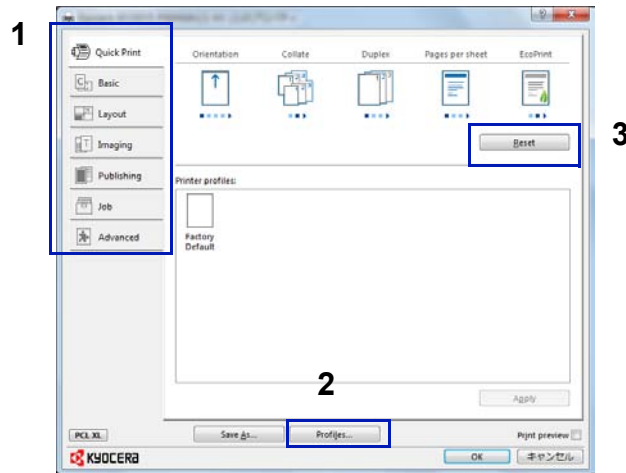 1
Quick Print
Basic
Layout
Imaging
Publishing
Job
Advanced
Orientation Collate Duplex Pages per sheet EcoPrint
Reset
3
Printer profiles:
Factory
Default
2
Apply
PCL XL
Save As...
Profiles...
Print preview
KYOCERA
OK
キャンセル